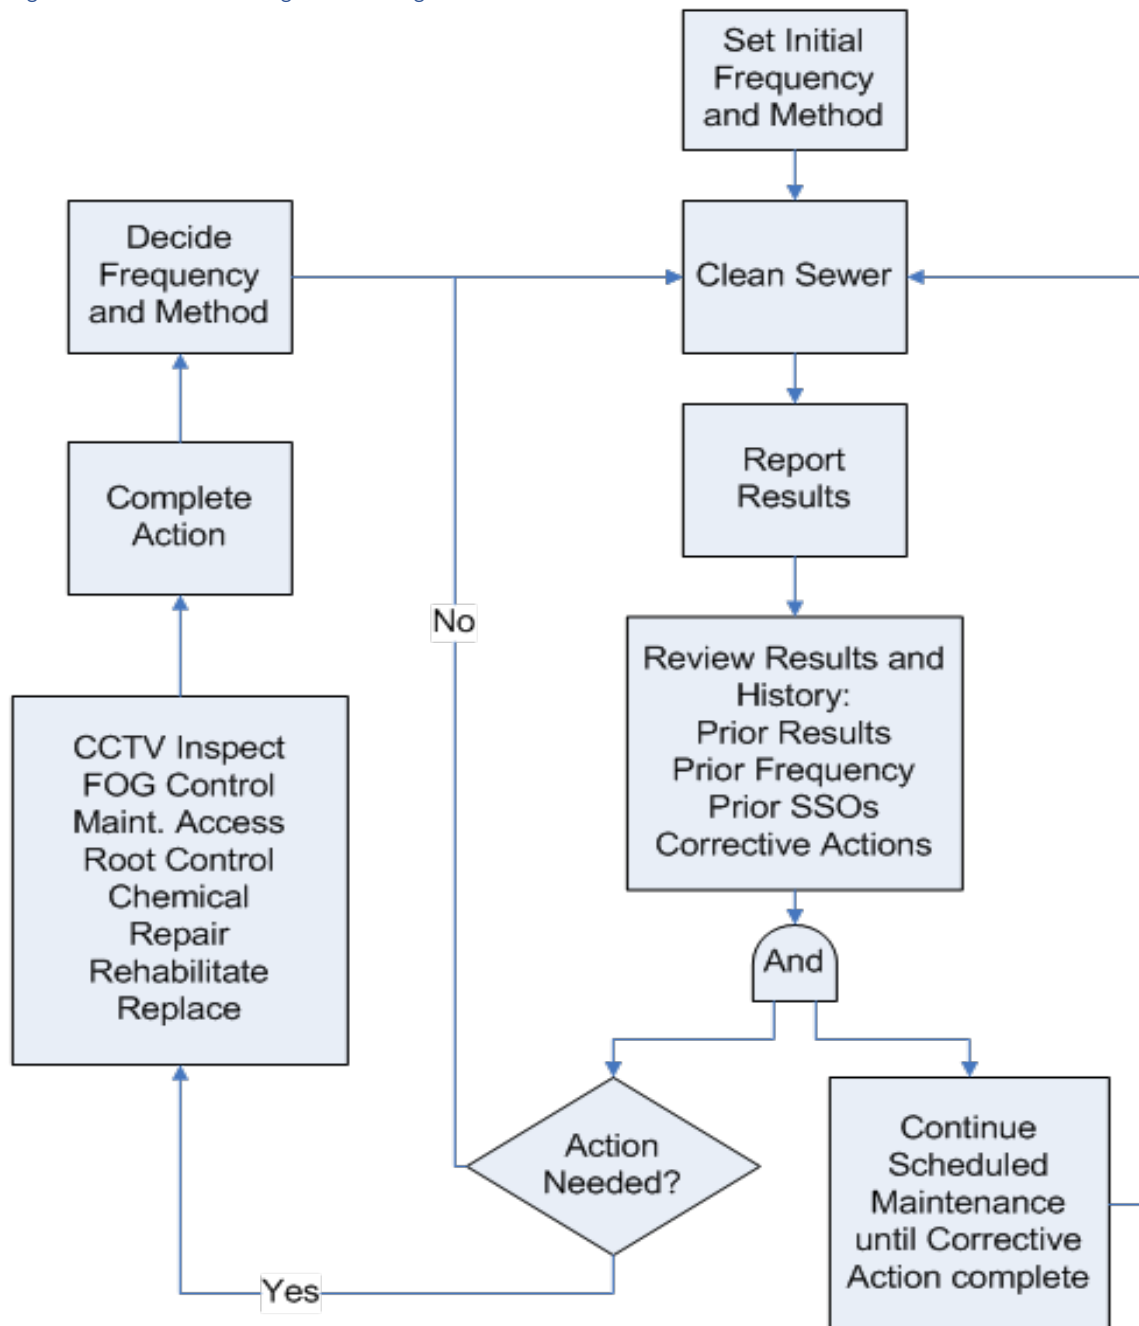 Set Initial
Frequency
and Method
Decide
Frequency
and Method
Clean Sewer
Complete
Action
Report
Results
No
Review Results and
History:
Prior Results
Prior Frequency
Prior SSOs
Corrective Actions
CCTV Inspect
FOG Control
Maint. Access
Root Control
Chemical
Repair
Rehabilitate
Replace
And
Action
Needed?
Continue
Scheduled
Maintenance
until Corrective
Action complete
Yes